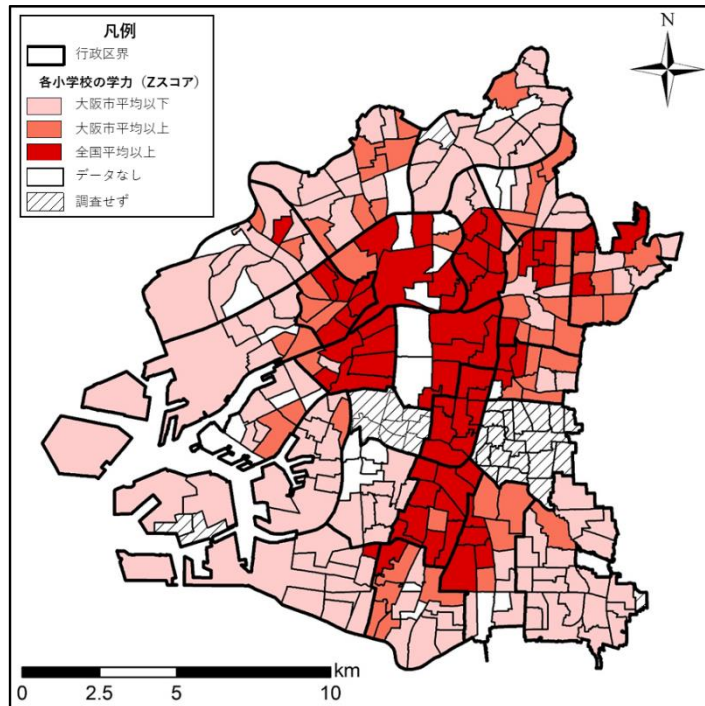 凡例
行政区界
各小学校の学力（Zスコア）
大阪市平均以下
大阪市平均以上
全国平均以上
データなし
調査せず
N
km
0 2.5 5 10